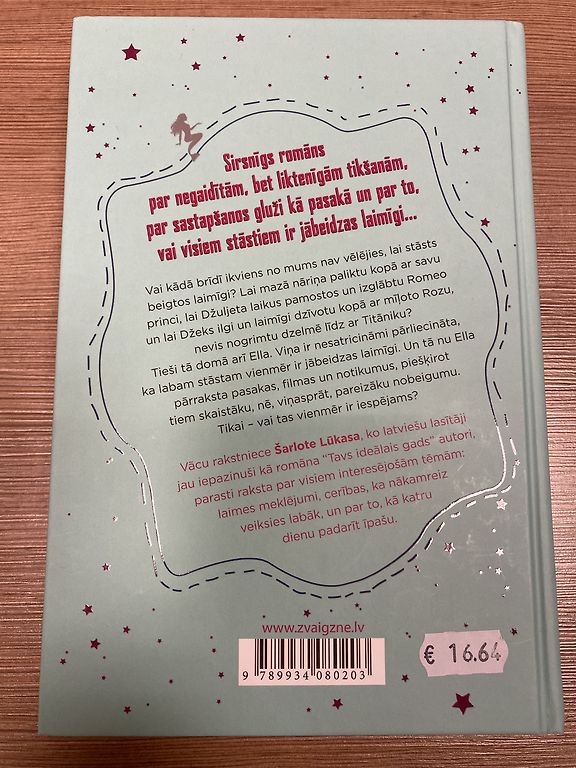 Sirsnīgs romāns
par negaidītām, bet liktenīgām tikšanām,
par sastapšanos gluži kā pasakā un par to,
vai visiem stāstiem ir jābeidzas laimīgi...
Vai kādā brīdī ikviens no mums nav vēlējies, lai stāsts
beigtos laimīgi? Lai mazā nāriņa paliktu kopā ar savu
princi, lai Džuljeta laikus pamostos un izglābtu Romeo
un lai Džeks ilgi un laimīgi dzīvotu kopā ar mīļoto Rozu,
nevis nogrimtu dzelmē līdz ar Titāniku?
Tieši tā domā arī Ella. Viņa ir nesatricināmi pārliecināta,
ka labam stāstam vienmēr ir jābeidzas laimīgi. Un tā nu Ella
pārraksta pasakas, filmas un notikumus, piešķirot
tiem skaistāku, nē, viņasprāt, pareizāku nobeigumu.
Tikai – vai tas vienmēr ir iespējams?
Vācu rakstniece Šarlote Lūkasa, ko latviešu lasītāji
jau iepazinuši kā romāna "Tavs ideālais gads" autori,
parasti raksta par visiem interesējošām tēmām:
laimes meklējumi, cerības, ka nākamreiz
veiksies labāk, un par to, kā katru
dienu padarīt īpašu.
www.zvaigzne.lv
9 789934 080203
€ 16.64